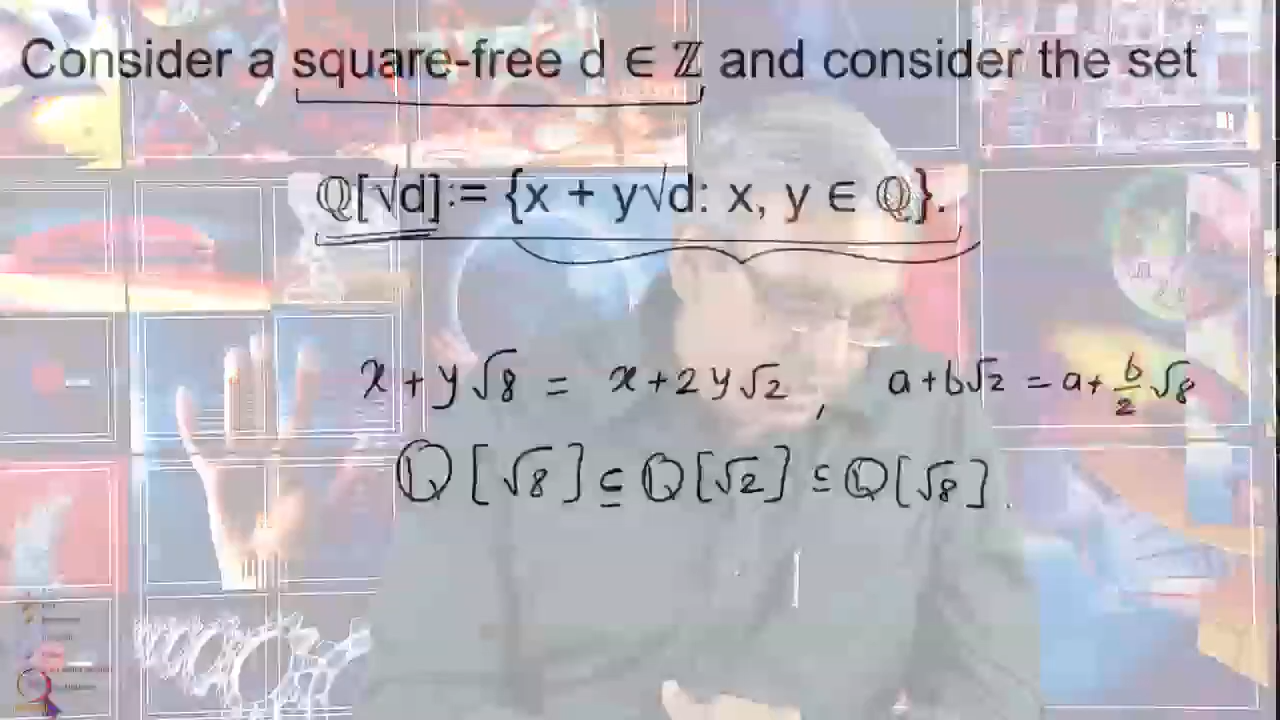 Consider a square-free d ∈ ℤ and consider the set
ℚ[√d] := {x + y√d: x, y ∈ ℚ}.
x + y√8 = x + 2y√2 , a + b√2 = a + b/2 √8
ℚ[√8] ⊆ ℚ[√2] ⊆ ℚ[√8].